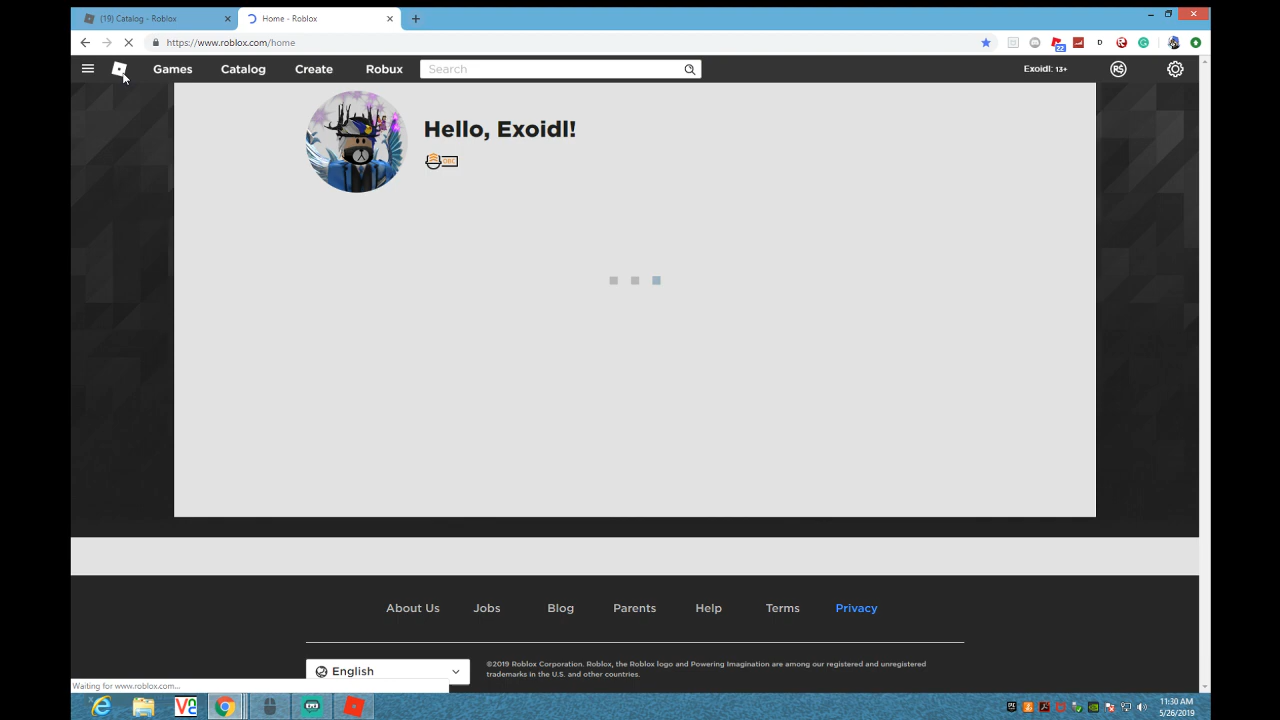 (19) Catalog - Roblox
Home - Roblox
https://www.roblox.com/home
22
D
Games
Catalog
Create
Robux
Search
Exoidl: 13+
R$
Hello, Exoidl!
OBC
About Us
Jobs
Blog
Parents
Help
Terms
Privacy
English
©2019 Roblox Corporation. Roblox, the Roblox logo and Powering Imagination are among our registered and unregistered
trademarks in the U.S. and other countries.
Waiting for www.roblox.com...
11:30 AM
5/26/2019